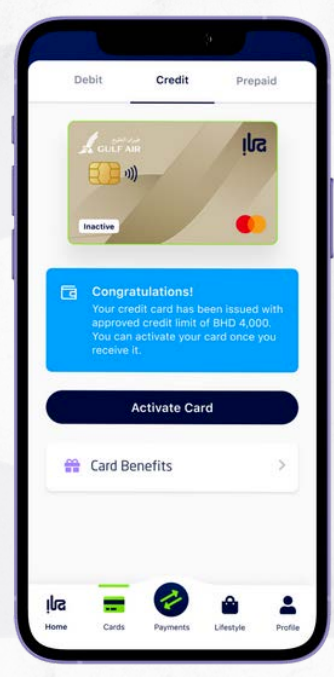 Debit Credit Prepaid
طيران الخليج
GULF AIR
ila
Inactive
Congratulations!
Your credit card has been issued with
approved credit limit of BHD 4,000.
You can activate your card once you
receive it.
Activate Card
Card Benefits
ila
Home Cards Payments Lifestyle Profile